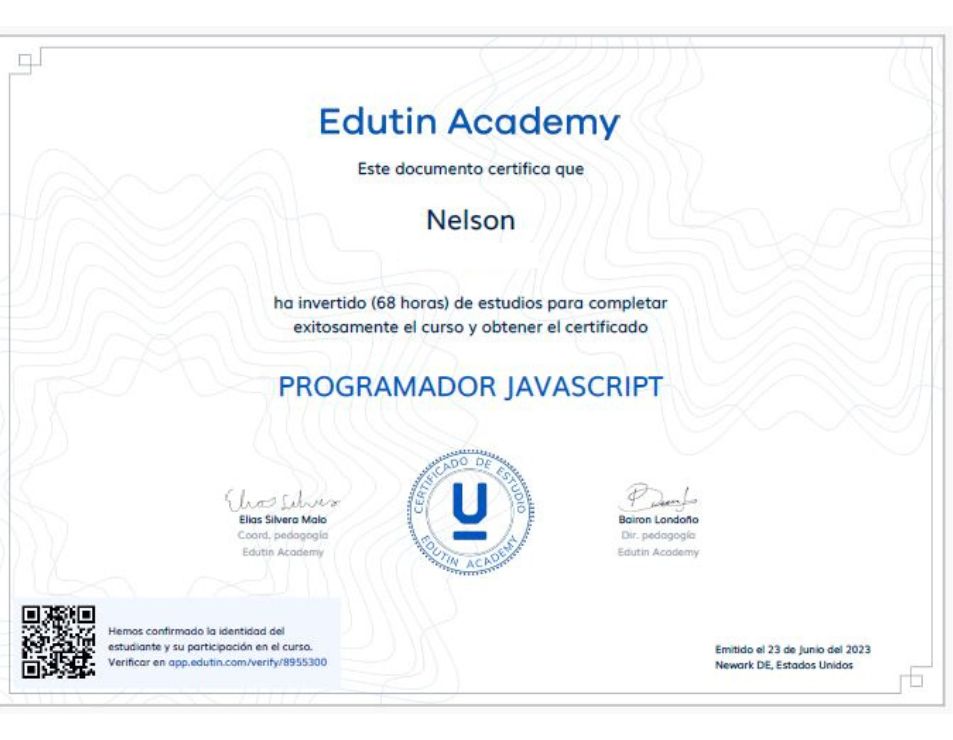 Edutin Academy
Este documento certifica que
Nelson
ha invertido (68 horas) de estudios para completar
exitosamente el curso y obtener el certificado
PROGRAMADOR JAVASCRIPT
CERTIFICADO DE ESTUDIO
EDUTIN ACADEMY
Elias Silvera Malo
Coord. pedagogía
Edutin Academy
Bairon Londoño
Dir. pedagogía
Edutin Academy
Hemos confirmado la identidad del
estudiante y su participación en el curso.
Verificar en app.edutin.com/verify/8955300
Emitido el 23 de Junio del 2023
Newark DE, Estados Unidos